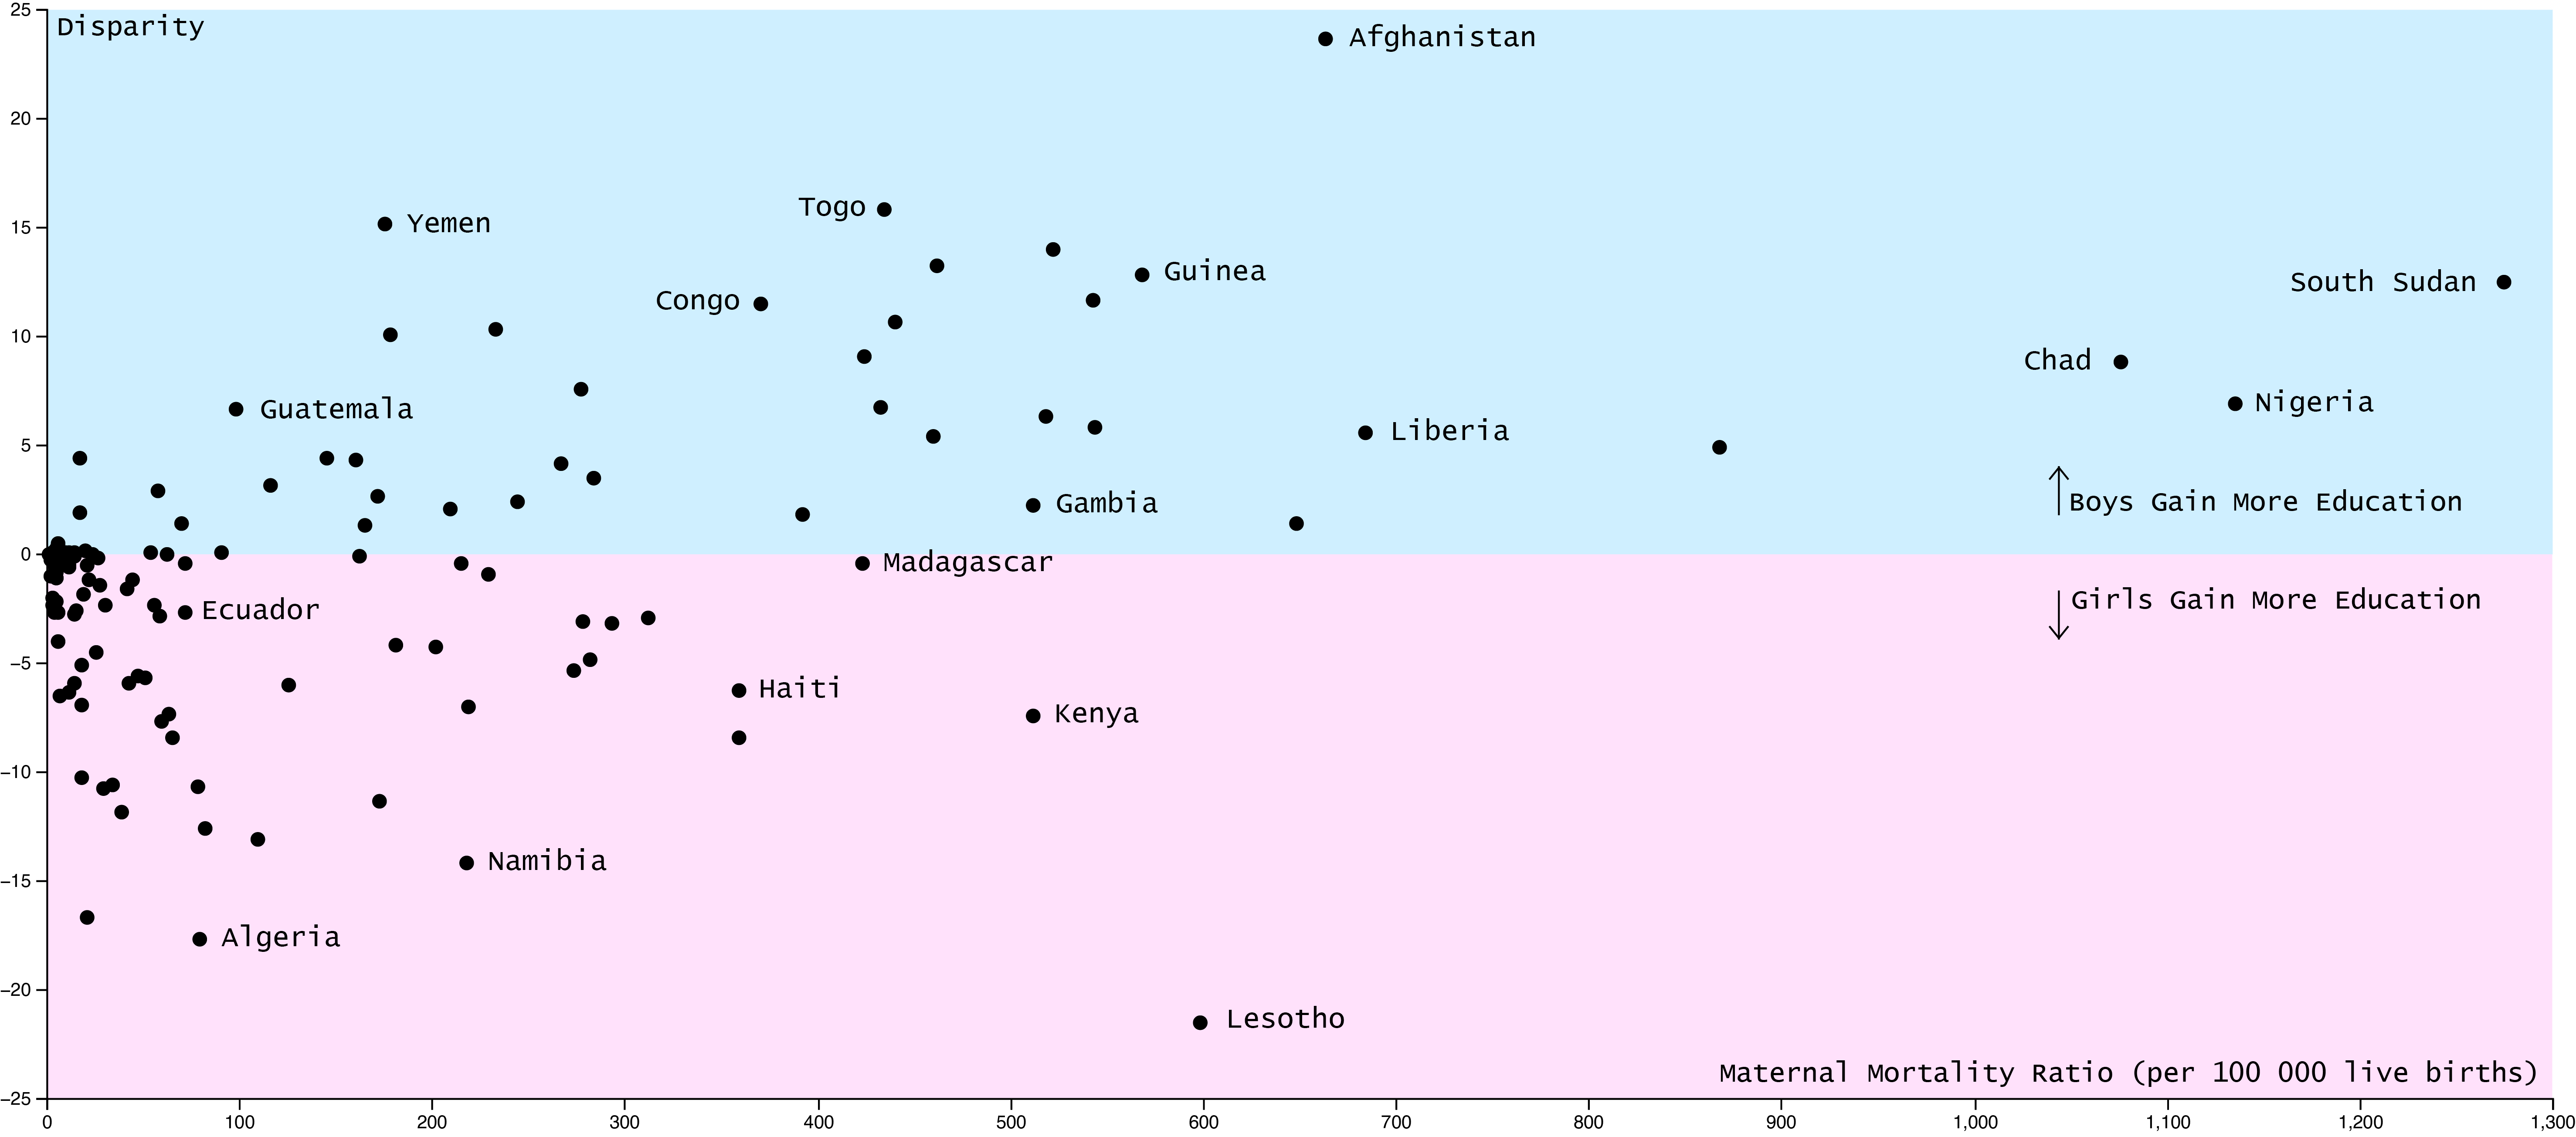 25
Disparity
Afghanistan
20
Togo
15
Yemen
Guinea
South Sudan
Congo
10
Chad
Nigeria
Guatemala
Liberia
5
Gambia
Boys Gain More Education
0
Madagascar
Girls Gain More Education
Ecuador
−5
Haiti
Kenya
−10
Namibia
−15
Algeria
−20
Lesotho
Maternal Mortality Ratio (per 100 000 live births)
−25
0 100 200 300 400 500 600 700 800 900 1,000 1,100 1,200 1,300